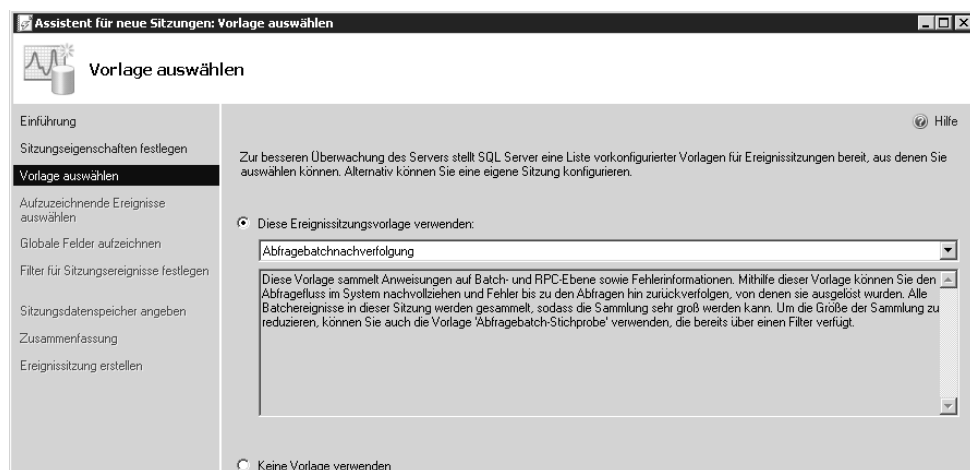 Assistent für neue Sitzungen: Vorlage auswählen
Vorlage auswählen
Einführung
Sitzungseigenschaften festlegen
Vorlage auswählen
Aufzuzeichnende Ereignisse
auswählen
Globale Felder aufzeichnen
Filter für Sitzungsereignisse festlegen
Sitzungsdatenspeicher angeben
Zusammenfassung
Ereignissitzung erstellen
Hilfe
Zur besseren Überwachung des Servers stellt SQL Server eine Liste vorkonfigurierter Vorlagen für Ereignissitzungen bereit, aus denen Sie
auswählen können. Alternativ können Sie eine eigene Sitzung konfigurieren.
Diese Ereignissitzungsvorlage verwenden:
Abfragebatchnachverfolgung
Diese Vorlage sammelt Anweisungen auf Batch- und RPC-Ebene sowie Fehlerinformationen. Mithilfe dieser Vorlage können Sie den
Abfragefluss im System nachvollziehen und Fehler bis zu den Abfragen hin zurückverfolgen, von denen sie ausgelöst wurden. Alle
Batchereignisse in dieser Sitzung werden gesammelt, sodass die Sammlung sehr groß werden kann. Um die Größe der Sammlung zu
reduzieren, können Sie auch die Vorlage 'Abfragebatch-Stichprobe' verwenden, die bereits über einen Filter verfügt.
Keine Vorlage verwenden